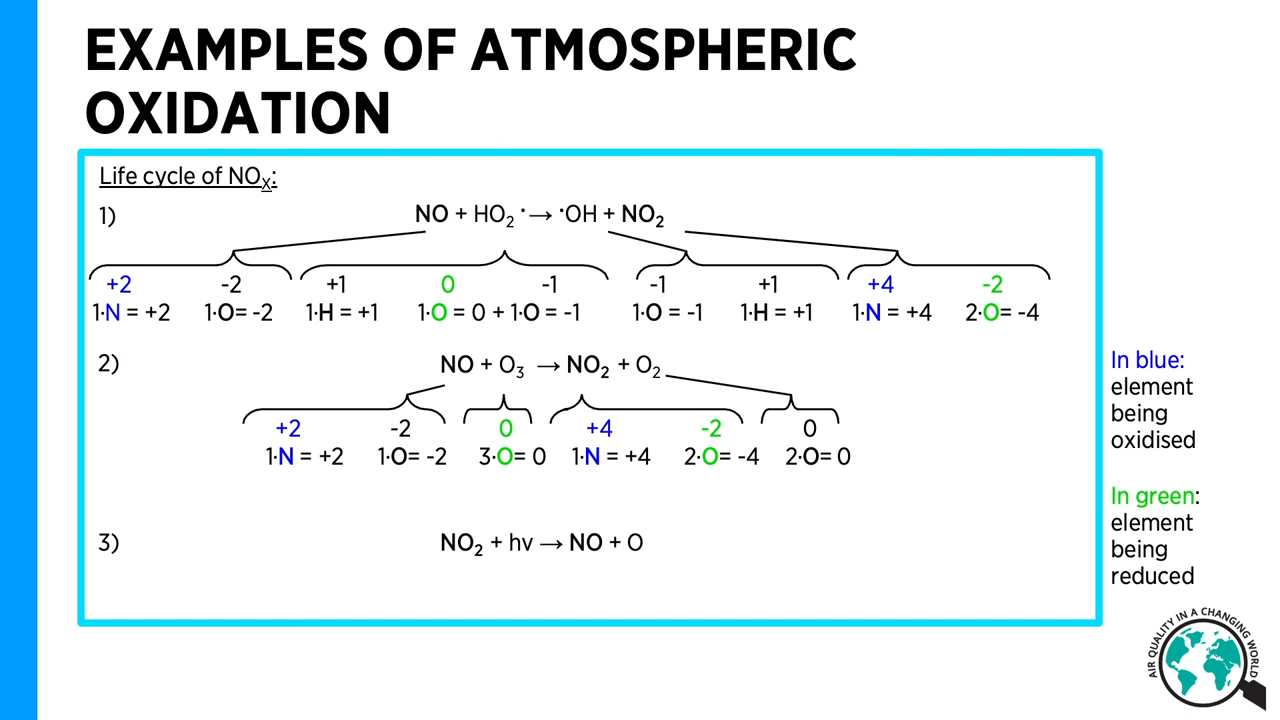 EXAMPLES OF ATMOSPHERIC
OXIDATION
Life cycle of NOₓ:
1)
NO + HO₂ ˙→ ˙OH + NO₂
+2 -2 +1 0 -1 -1 +1 +4 -2
1·N = +2 1·O= -2 1·H = +1 1·O = 0 + 1·O = -1 1·O = -1 1·H = +1 1·N = +4 2·O= -4
2)
NO + O₃ → NO₂ + O₂
+2 -2 0 +4 -2 0
1·N = +2 1·O= -2 3·O= 0 1·N = +4 2·O= -4 2·O= 0
3)
NO₂ + hv → NO + O
In blue:
element
being
oxidised
In green:
element
being
reduced
AIR QUALITY IN A CHANGING WORLD